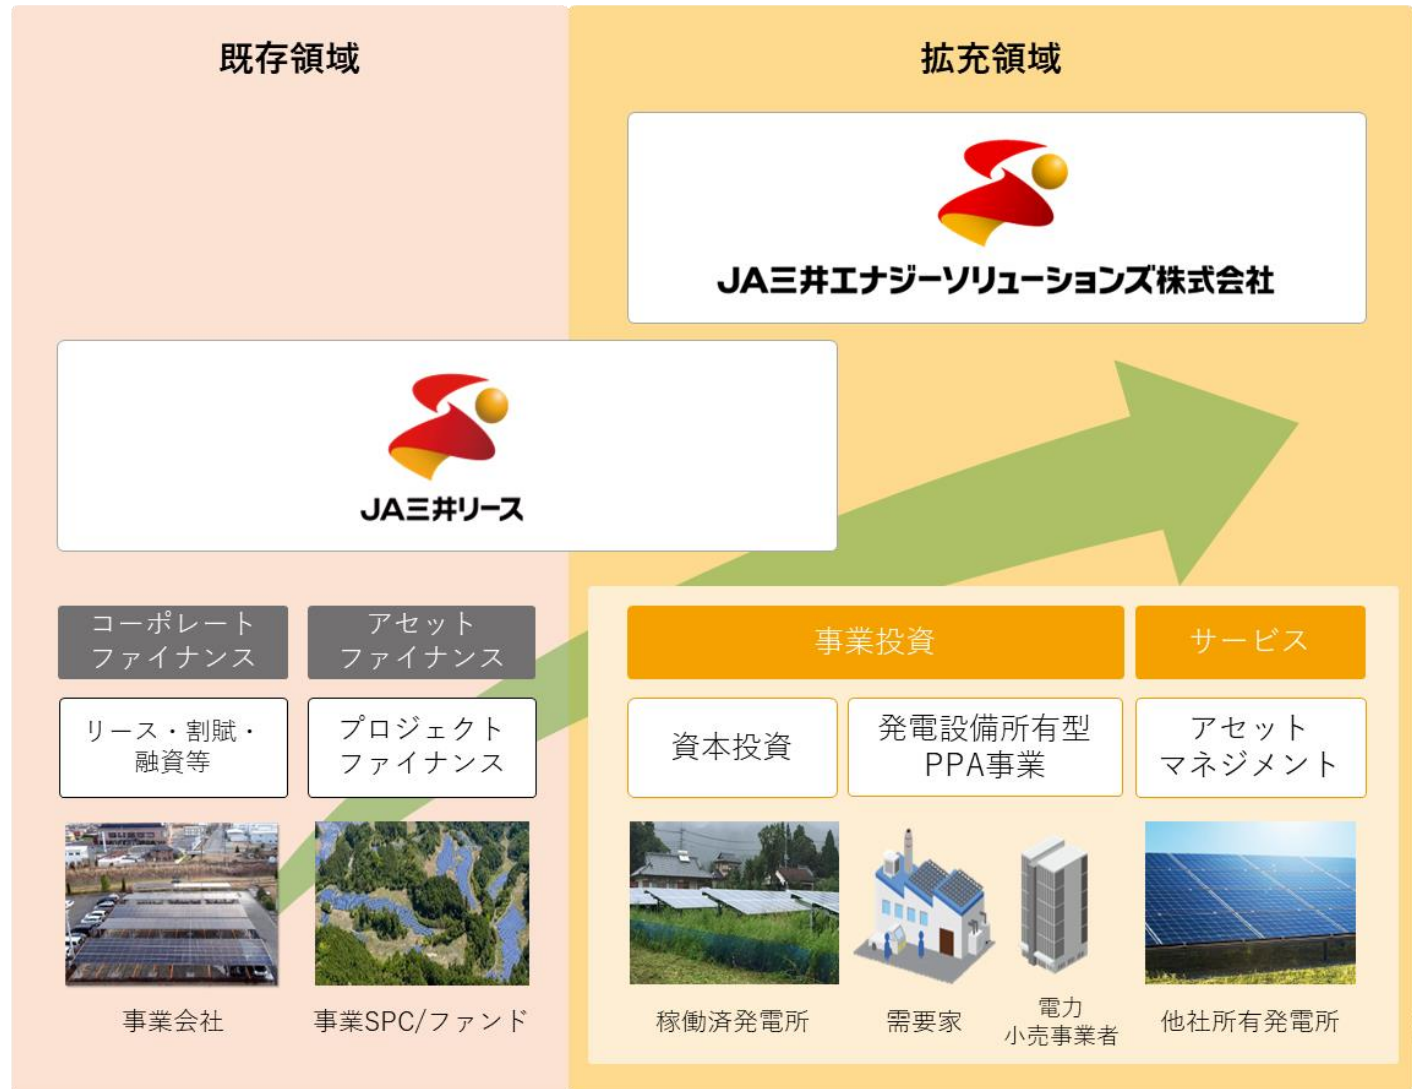 既存領域
拡充領域
JA三井エナジーソリューションズ株式会社
JA三井リース
コーポレート
ファイナンス
アセット
ファイナンス
事業投資
サービス
リース・割賦・
融資等
プロジェクト
ファイナンス
資本投資
発電設備所有型
PPA事業
アセット
マネジメント
事業会社
事業SPC/ファンド
稼働済発電所
需要家
電力
小売事業者
他社所有発電所